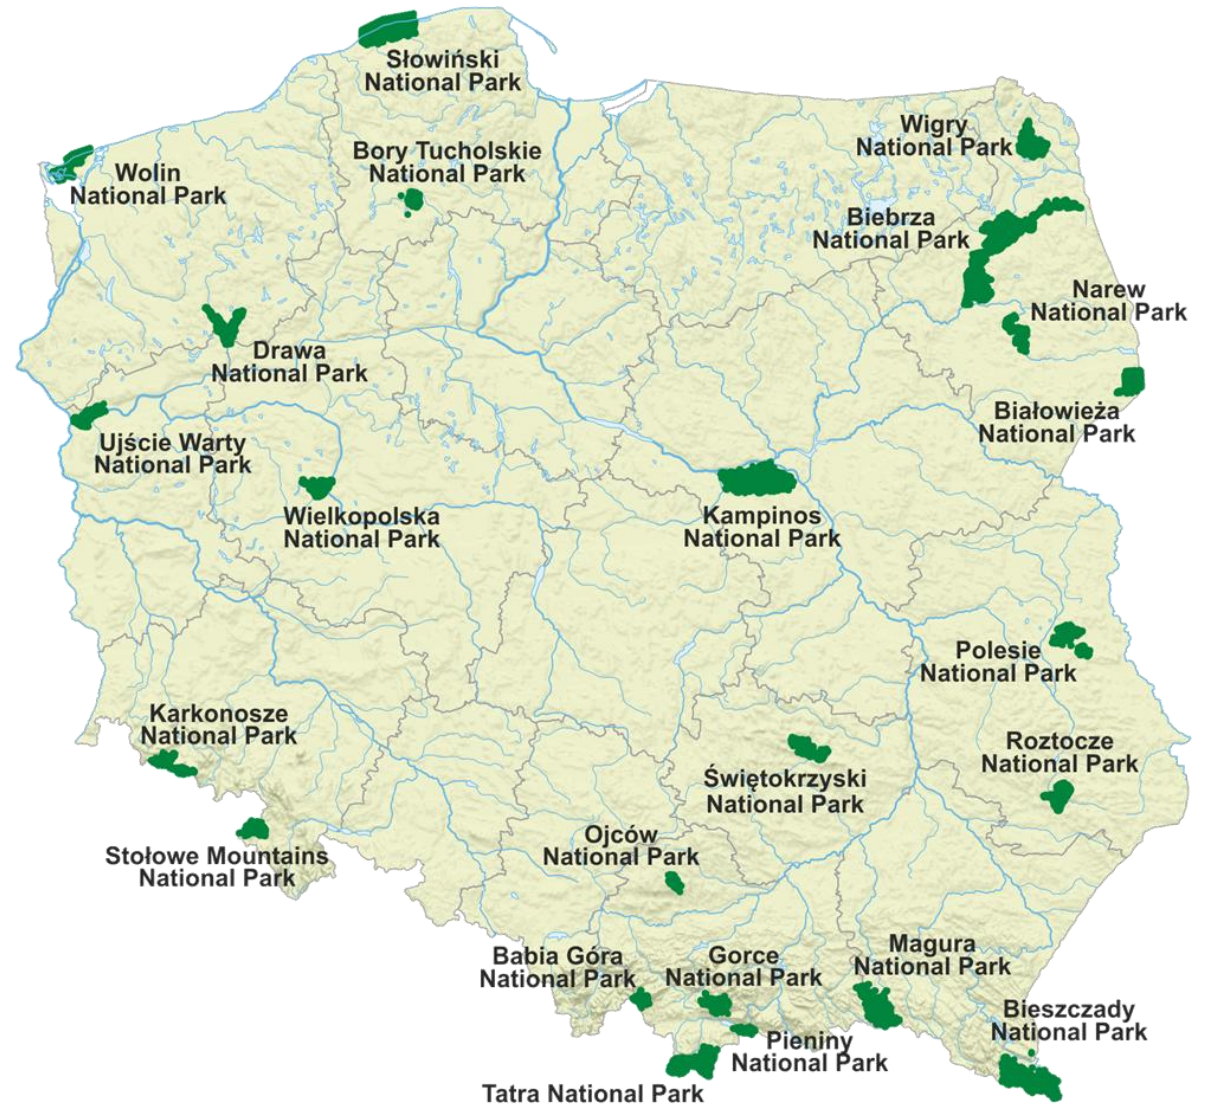 Słowiński
National Park
Wigry
National Park
Bory Tucholskie
National Park
Wolin
National Park
Biebrza
National Park
Narew
National Park
Drawa
National Park
Białowieża
National Park
Ujście Warty
National Park
Wielkopolska
National Park
Kampinos
National Park
Polesie
National Park
Karkonosze
National Park
Roztocze
National Park
Świętokrzyski
National Park
Ojców
National Park
Stołowe Mountains
National Park
Babia Góra
National Park
Gorce
National Park
Magura
National Park
Bieszczady
National Park
Pieniny
National Park
Tatra National Park